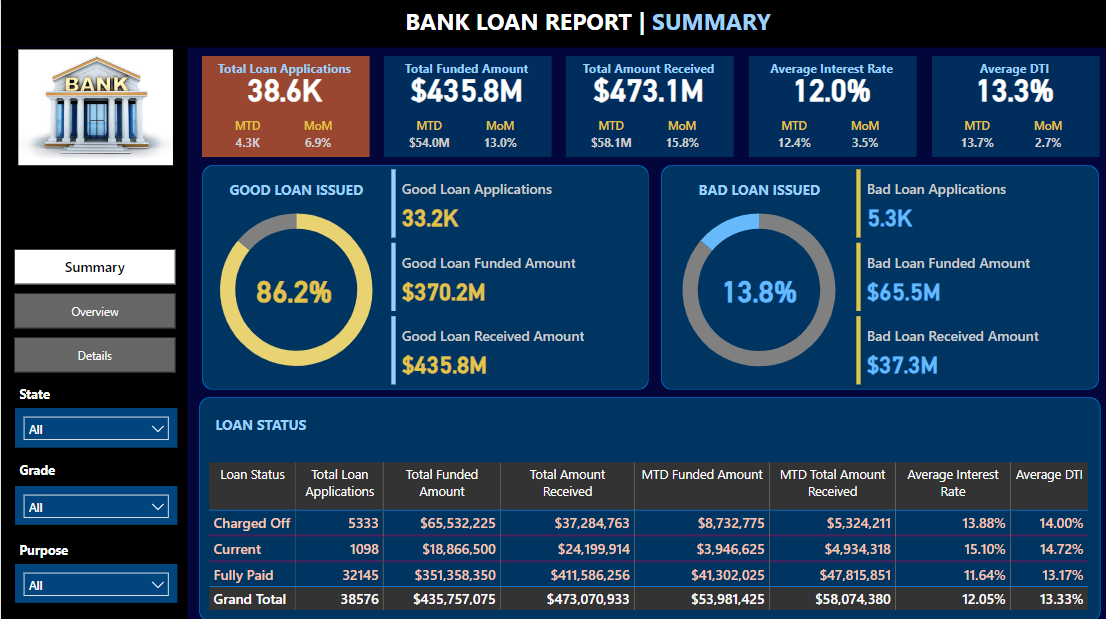 BANK LOAN REPORT | SUMMARY
BANK
Total Loan Applications
38.6K
MTD MoM
4.3K 6.9%
Total Funded Amount
$435.8M
MTD MoM
$54.0M 13.0%
Total Amount Received
$473.1M
MTD MoM
$58.1M 15.8%
Average Interest Rate
12.0%
MTD MoM
12.4% 3.5%
Average DTI
13.3%
MTD MoM
13.7% 2.7%
Summary
Overview
Details
State
All
Grade
All
Purpose
All
GOOD LOAN ISSUED
86.2%
Good Loan Applications
33.2K
Good Loan Funded Amount
$370.2M
Good Loan Received Amount
$435.8M
BAD LOAN ISSUED
13.8%
Bad Loan Applications
5.3K
Bad Loan Funded Amount
$65.5M
Bad Loan Received Amount
$37.3M
LOAN STATUS
Loan Status Total Loan Applications Total Funded Amount Total Amount Received MTD Funded Amount MTD Total Amount Received Average Interest Rate Average DTI
Charged Off 5333 $65,532,225 $37,284,763 $8,732,775 $5,324,211 13.88% 14.00%
Current 1098 $18,866,500 $24,199,914 $3,946,625 $4,934,318 15.10% 14.72%
Fully Paid 32145 $351,358,350 $411,586,256 $41,302,025 $47,815,851 11.64% 13.17%
Grand Total 38576 $435,757,075 $473,070,933 $53,981,425 $58,074,380 12.05% 13.33%